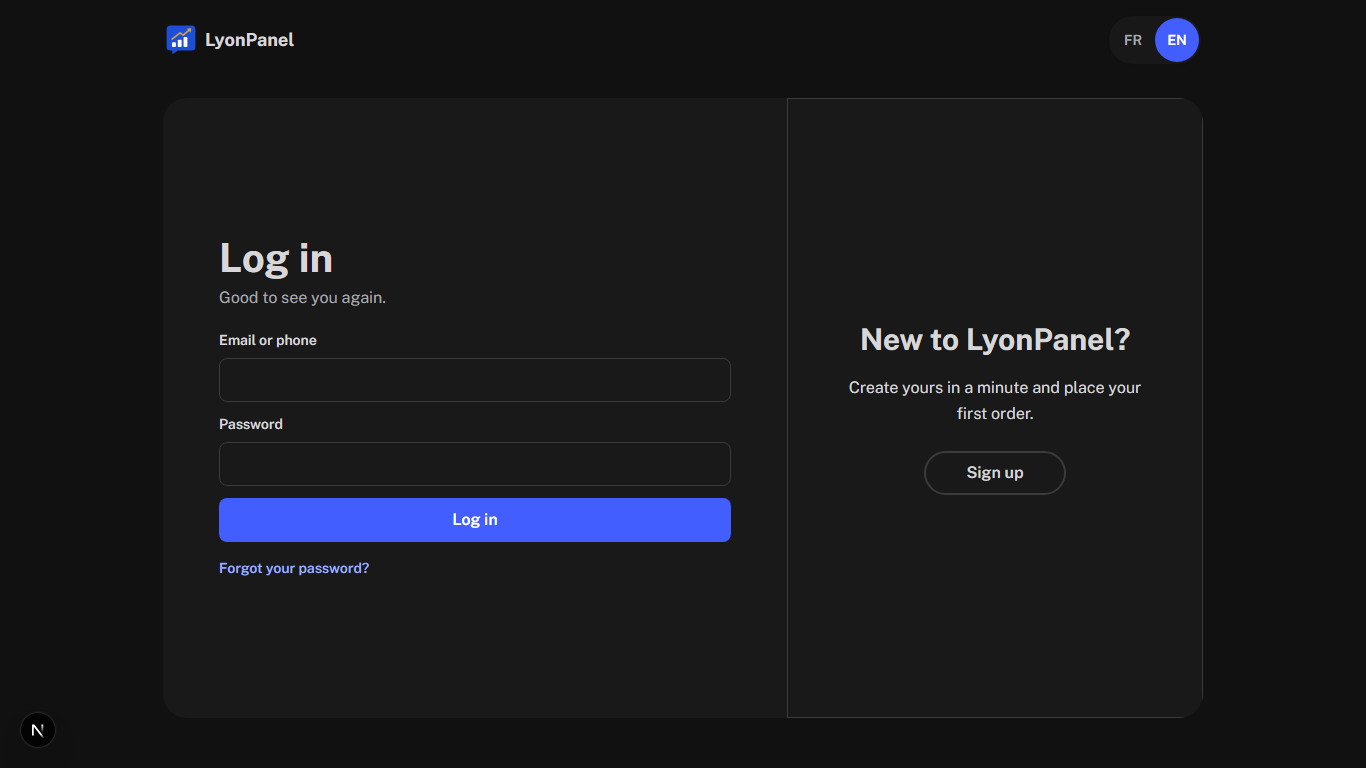 LyonPanel
FR EN
Log in
Good to see you again.
Email or phone
Password
Log in
Forgot your password?
New to LyonPanel?
Create yours in a minute and place your
first order.
Sign up
N